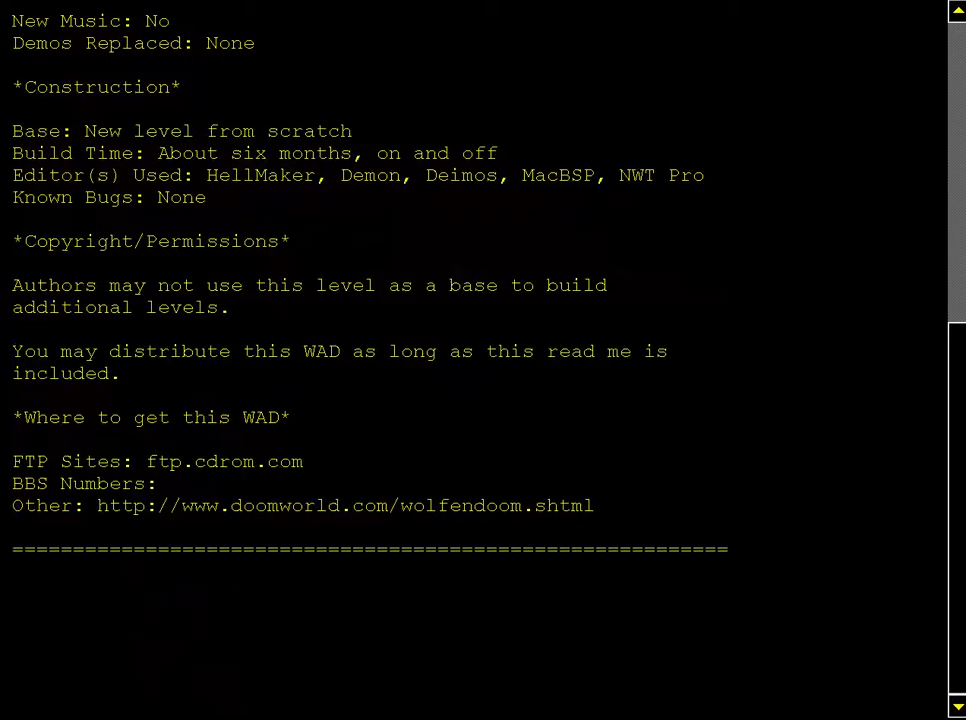 New Music: No
Demos Replaced: None
*Construction*
Base: New level from scratch
Build Time: About six months, on and off
Editor(s) Used: HellMaker, Demon, Deimos, MacBSP, NWT Pro
Known Bugs: None
*Copyright/Permissions*
Authors may not use this level as a base to build
additional levels.
You may distribute this WAD as long as this read me is
included.
*Where to get this WAD*
FTP Sites: ftp.cdrom.com
BBS Numbers:
Other: http://www.doomworld.com/wolfendoom.shtml
===========================================================